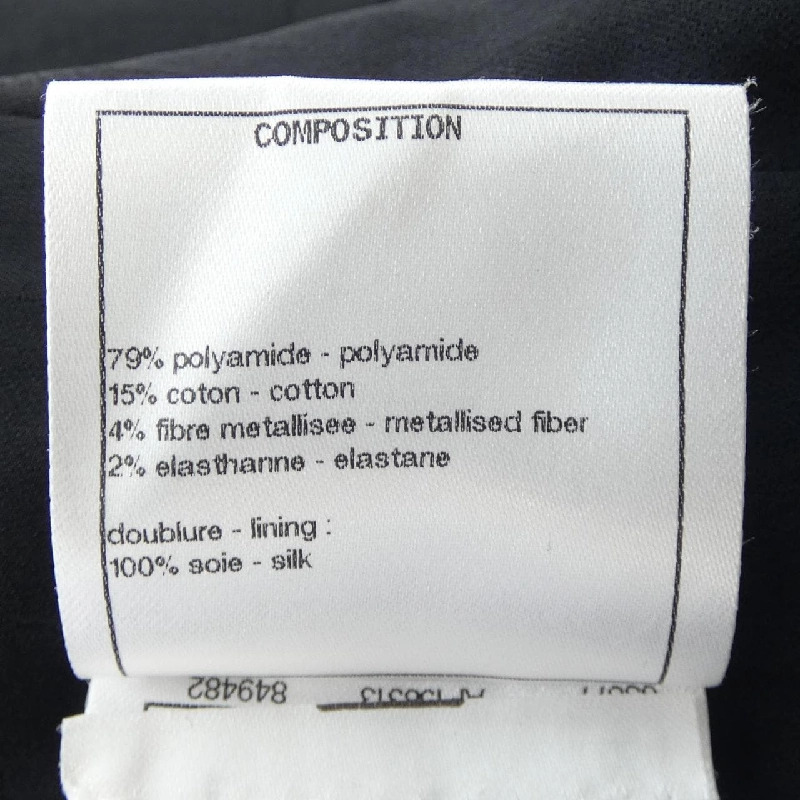 COMPOSITION
79% polyamide - polyamide
15% coton - cotton
4% fibre metallisee - metallised fiber
2% elasthanne - elastane
doublure - lining :
100% soie - silk
849482